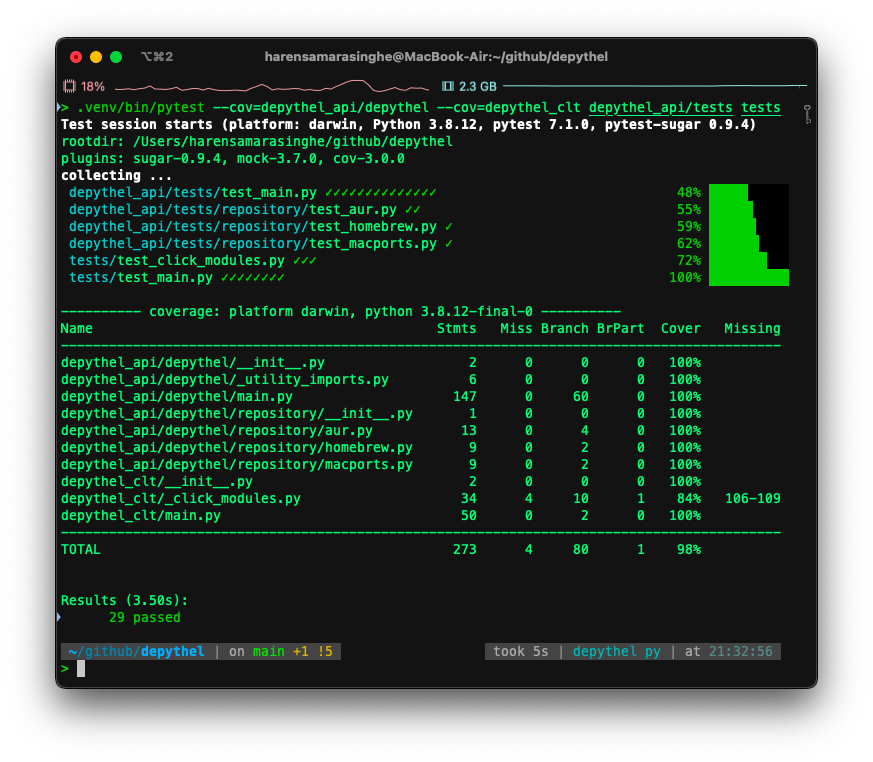 ⌥⌘2 harensamarasinghe@MacBook-Air:~/github/depythel
18% 2.3 GB
> .venv/bin/pytest --cov=depythel_api/depythel --cov=depythel_clt depythel_api/tests tests
Test session starts (platform: darwin, Python 3.8.12, pytest 7.1.0, pytest-sugar 0.9.4)
rootdir: /Users/harensamarasinghe/github/depythel
plugins: sugar-0.9.4, mock-3.7.0, cov-3.0.0
collecting ...
depythel_api/tests/test_main.py ✓✓✓✓✓✓✓✓✓✓✓✓✓✓ 48%
depythel_api/tests/repository/test_aur.py ✓✓ 55%
depythel_api/tests/repository/test_homebrew.py ✓ 59%
depythel_api/tests/repository/test_macports.py ✓ 62%
tests/test_click_modules.py ✓✓✓ 72%
tests/test_main.py ✓✓✓✓✓✓✓✓ 100%
---------- coverage: platform darwin, python 3.8.12-final-0 ----------
Name Stmts Miss Branch BrPart Cover Missing
------------------------------------------------------------------------------------------
depythel_api/depythel/__init__.py 2 0 0 0 100%
depythel_api/depythel/_utility_imports.py 6 0 0 0 100%
depythel_api/depythel/main.py 147 0 60 0 100%
depythel_api/depythel/repository/__init__.py 1 0 0 0 100%
depythel_api/depythel/repository/aur.py 13 0 4 0 100%
depythel_api/depythel/repository/homebrew.py 9 0 2 0 100%
depythel_api/depythel/repository/macports.py 9 0 2 0 100%
depythel_clt/__init__.py 2 0 0 0 100%
depythel_clt/_click_modules.py 34 4 10 1 84% 106-109
depythel_clt/main.py 50 0 2 0 100%
------------------------------------------------------------------------------------------
TOTAL 273 4 80 1 98%
Results (3.50s):
29 passed
~/github/depythel | on main +1 !5 took 5s | depythel py | at 21:32:56
>